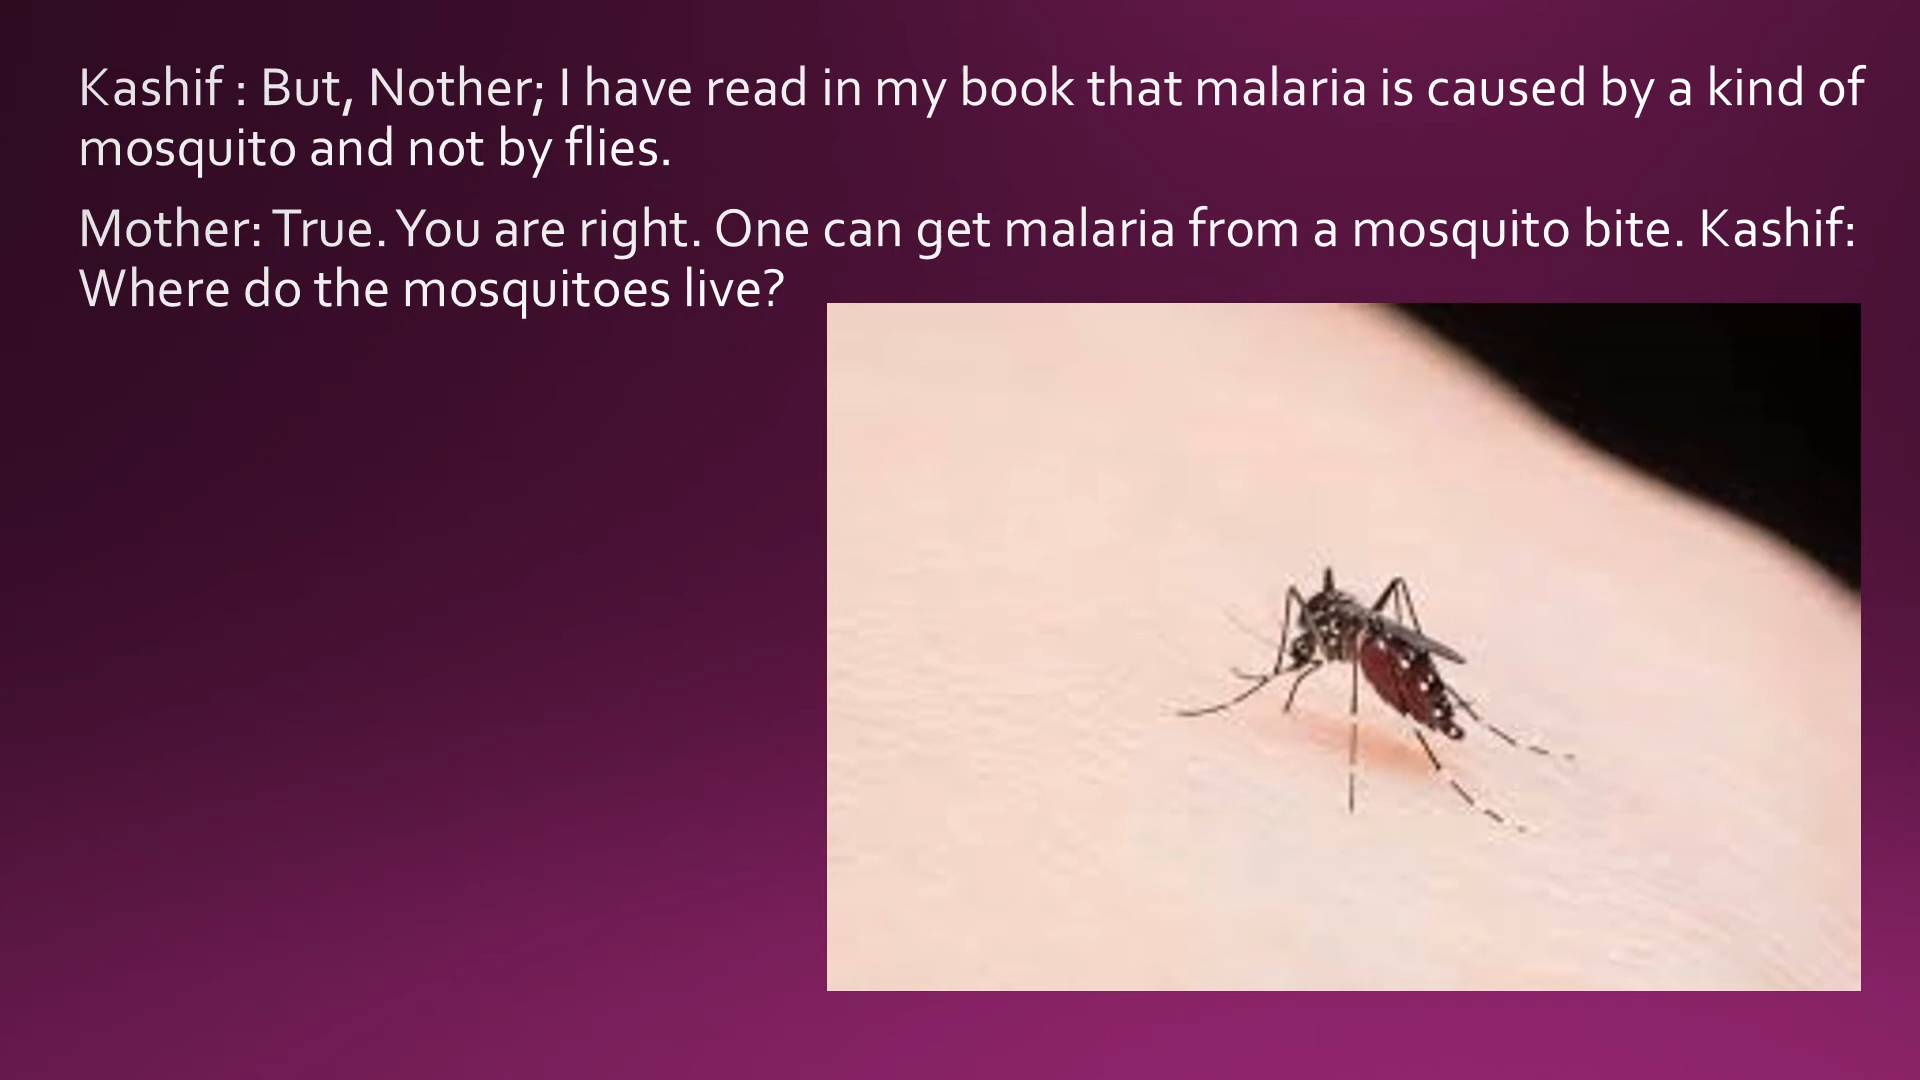 Kashif : But, Nother; I have read in my book that malaria is caused by a kind of
mosquito and not by flies.
Mother: True. You are right. One can get malaria from a mosquito bite. Kashif:
Where do the mosquitoes live?